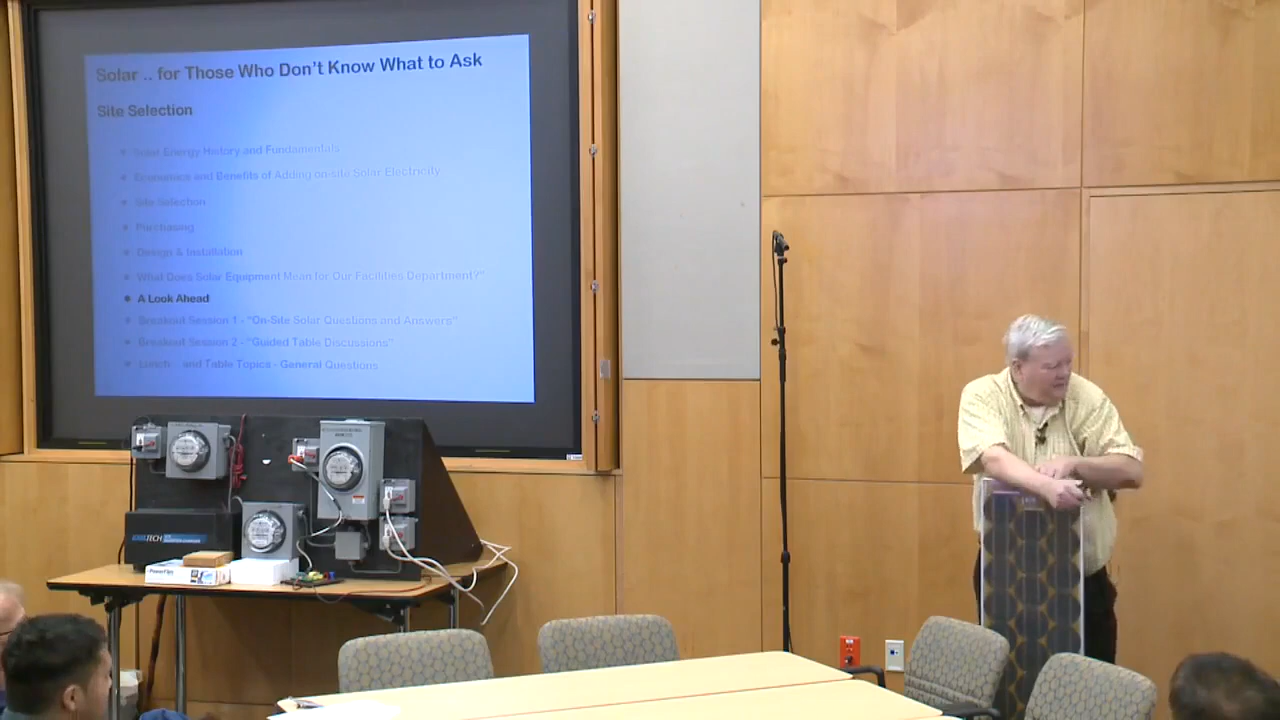 Solar .. for Those Who Don't Know What to Ask
Site Selection
• Solar Energy History and Fundamentals
• Economics and Benefits of Adding on-site Solar Electricity
• Site Selection
• Purchasing
• Design & Installation
• What Does Solar Equipment Mean for Our Facilities Department?"
• A Look Ahead
• Breakout Session 1 - "On-Site Solar Questions and Answers"
• Breakout Session 2 - "Guided Table Discussions"
• Lunch .. and Table Topics - General Questions